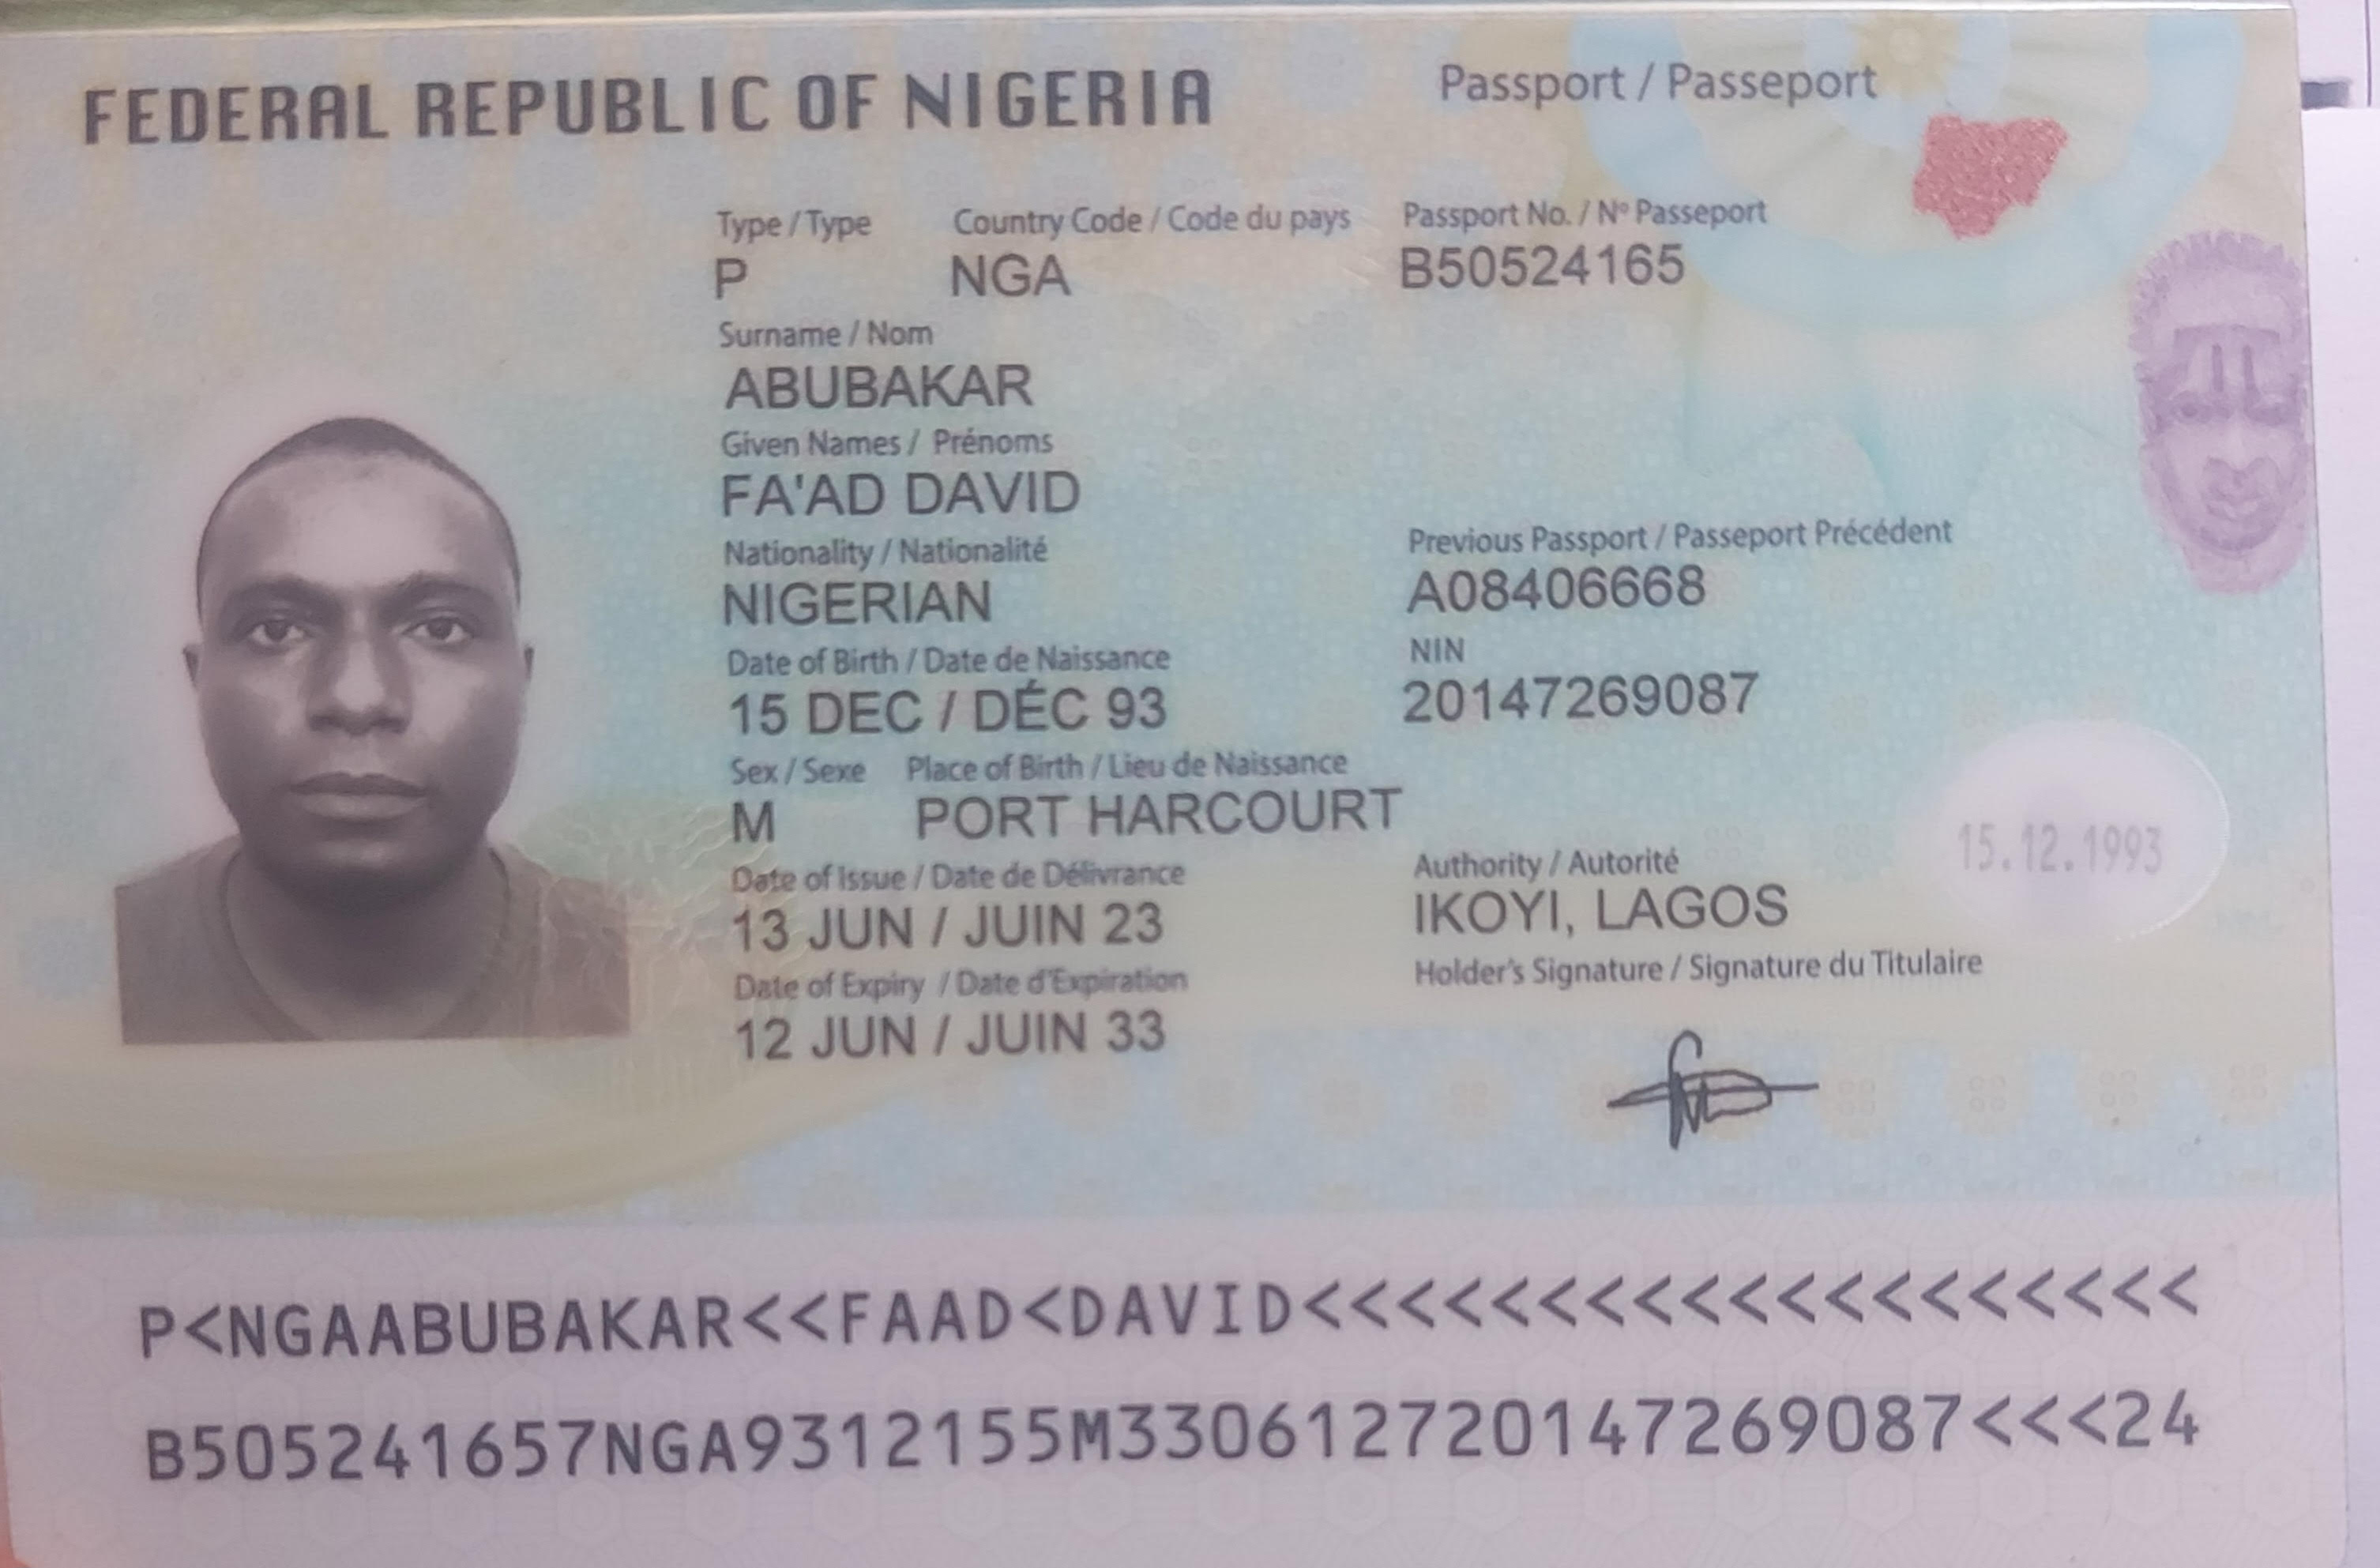 FEDERAL REPUBLIC OF NIGERIA
Passport / Passeport
Type / Type Country Code / Code du pays Passport No. / Nº Passeport
P NGA B50524165
Surname / Nom
ABUBAKAR
Given Names / Prénoms
FA'AD DAVID
Nationality / Nationalité
NIGERIAN
Previous Passport / Passeport Précédent
A08406668
Date of Birth / Date de Naissance
15 DEC / DÉC 93
NIN
20147269087
Sex / Sexe Place of Birth / Lieu de Naissance
M PORT HARCOURT
15.12.1993
Date of Issue / Date de Délivrance
13 JUN / JUIN 23
Authority / Autorité
IKOYI, LAGOS
Date of Expiry / Date d'Expiration
12 JUN / JUIN 33
Holder's Signature / Signature du Titulaire
P<NGAABUBAKAR<<FAAD<DAVID<<<<<<<<<<<<<<<<<<<
B505241657NGA9312155M330612720147269087<<<24